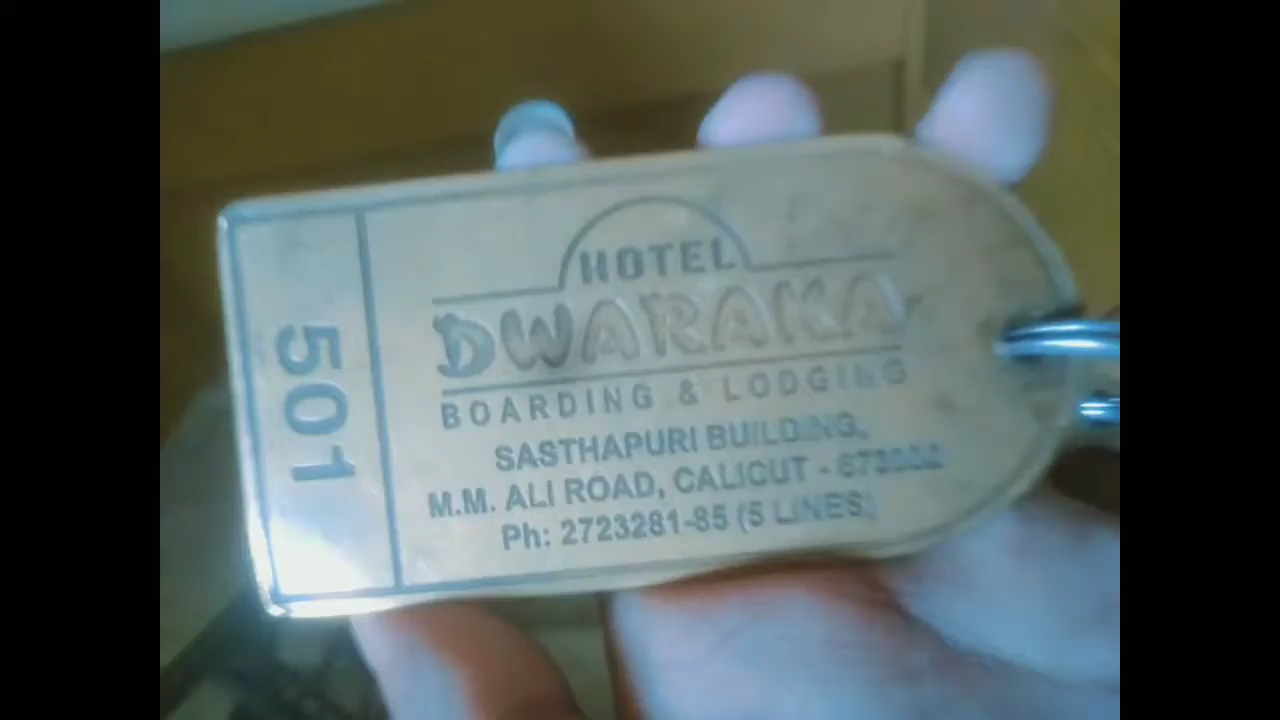 HOTEL
DWARAKA
BOARDING & LODGING
SASTHAPURI BUILDING,
M.M. ALI ROAD, CALICUT -
Ph: 2723281-85 (5 LINES)
501